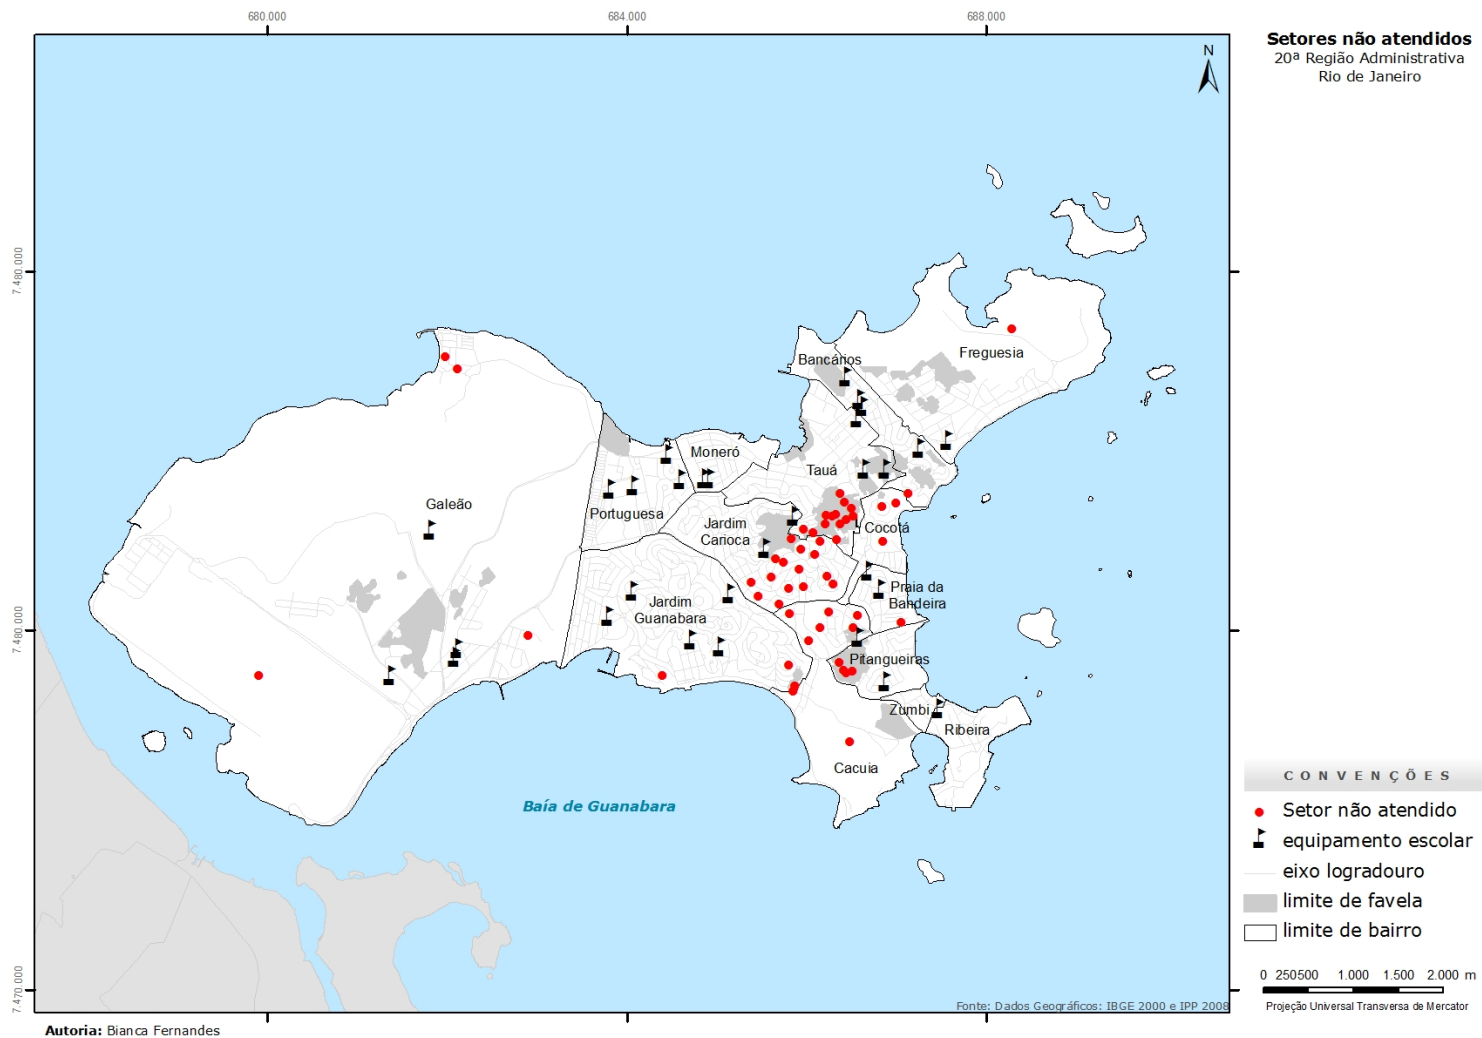 680.000
684.000
688.000
Setores não atendidos
20ª Região Administrativa
Rio de Janeiro
N
7.480.000
Bancários
Freguesia
Moneró
Tauá
Galeão
Portuguesa
Jardim
Carioca
Cocotá
Praia da
Bandeira
Jardim
Guanabara
7.480.000
Pitangueiras
Zumbi
Ribeira
Cacuia
Baía de Guanabara
CONVENÇÕES
Setor não atendido
equipamento escolar
eixo logradouro
limite de favela
limite de bairro
7.470.000
0 250500 1.000 1.500 2.000 m
Projeção Universal Transversa de Mercator
Fonte: Dados Geográficos: IBGE 2000 e IPP 2008
Autoria: Bianca Fernandes